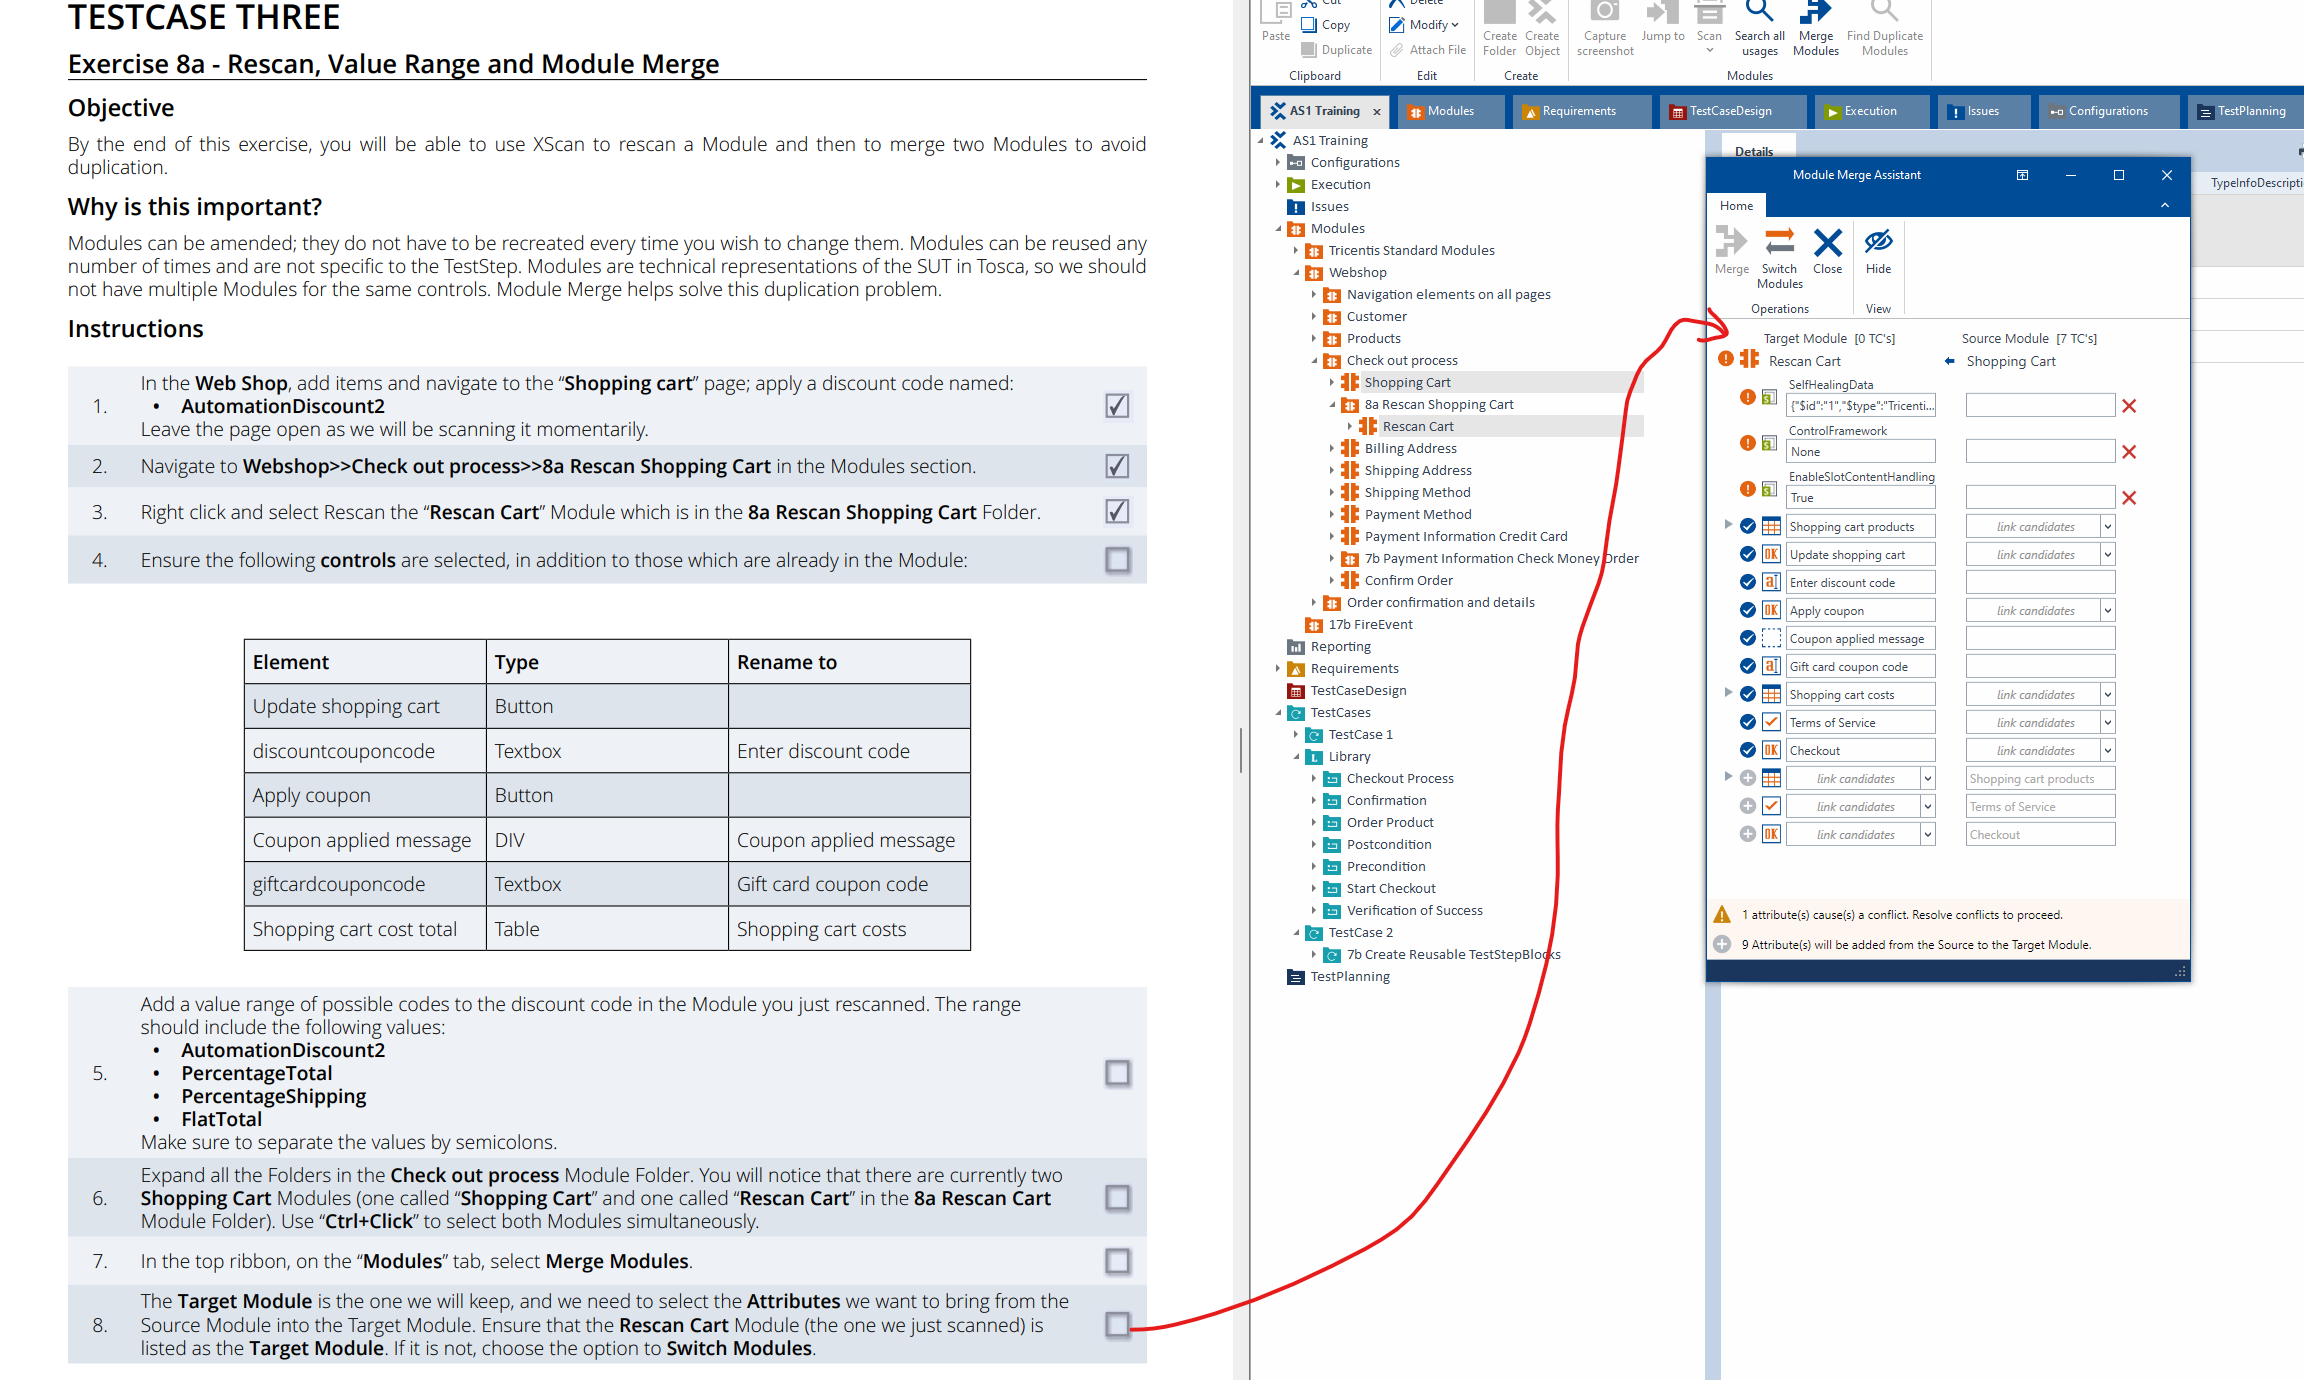 TESTCASE THREE
Exercise 8a - Rescan, Value Range and Module Merge
Objective
By the end of this exercise, you will be able to use XScan to rescan a Module and then to merge two Modules to avoid
duplication.
Why is this important?
Modules can be amended; they do not have to be recreated every time you wish to change them. Modules can be reused any
number of times and are not specific to the TestStep. Modules are technical representations of the SUT in Tosca, so we should
not have multiple Modules for the same controls. Module Merge helps solve this duplication problem.
Instructions
1. In the Web Shop, add items and navigate to the “Shopping cart” page; apply a discount code named:
• AutomationDiscount2
Leave the page open as we will be scanning it momentarily.
2. Navigate to Webshop>>Check out process>>8a Rescan Shopping Cart in the Modules section.
3. Right click and select Rescan the “Rescan Cart” Module which is in the 8a Rescan Shopping Cart Folder.
4. Ensure the following controls are selected, in addition to those which are already in the Module:
Element Type Rename to
Update shopping cart Button
discountcouponcode Textbox Enter discount code
Apply coupon Button
Coupon applied message DIV Coupon applied message
giftcardcouponcode Textbox Gift card coupon code
Shopping cart cost total Table Shopping cart costs
5. Add a value range of possible codes to the discount code in the Module you just rescanned. The range
should include the following values:
• AutomationDiscount2
• PercentageTotal
• PercentageShipping
• FlatTotal
Make sure to separate the values by semicolons.
6. Expand all the Folders in the Check out process Module Folder. You will notice that there are currently two
Shopping Cart Modules (one called “Shopping Cart” and one called “Rescan Cart” in the 8a Rescan Cart
Module Folder). Use “Ctrl+Click” to select both Modules simultaneously.
7. In the top ribbon, on the “Modules” tab, select Merge Modules.
8. The Target Module is the one we will keep, and we need to select the Attributes we want to bring from the
Source Module into the Target Module. Ensure that the Rescan Cart Module (the one we just scanned) is
listed as the Target Module. If it is not, choose the option to Switch Modules.
Paste
Cut
Copy
Duplicate
Clipboard
Delete
Modify
Attach File
Edit
Create Folder
Create Object
Create
Capture screenshot
Jump to
Scan
Search all usages
Merge Modules
Find Duplicate Modules
Modules
AS1 Training x
Modules
Requirements
TestCaseDesign
Execution
Issues
Configurations
TestPlanning
AS1 Training
Configurations
Execution
Issues
Modules
Tricentis Standard Modules
Webshop
Navigation elements on all pages
Customer
Products
Check out process
Shopping Cart
8a Rescan Shopping Cart
Rescan Cart
Billing Address
Shipping Address
Shipping Method
Payment Method
Payment Information Credit Card
7b Payment Information Check Money Order
Confirm Order
Order confirmation and details
17b FireEvent
Reporting
Requirements
TestCaseDesign
TestCases
TestCase 1
Library
Checkout Process
Confirmation
Order Product
Postcondition
Precondition
Start Checkout
Verification of Success
TestCase 2
7b Create Reusable TestStepBlocks
TestPlanning
Details
TypeInfoDescripti
Module Merge Assistant
Home
Merge
Switch Modules
Close
Hide
Operations
View
Target Module [0 TC's] Source Module [7 TC's]
Rescan Cart Shopping Cart
SelfHealingData
{"$id":"1","$type":"Tricenti...
ControlFramework
None
EnableSlotContentHandling
True
Shopping cart products link candidates
OK Update shopping cart link candidates
a Enter discount code
OK Apply coupon link candidates
Coupon applied message
a Gift card coupon code
Shopping cart costs link candidates
Terms of Service link candidates
OK Checkout link candidates
link candidates Shopping cart products
link candidates Terms of Service
OK link candidates Checkout
1 attribute(s) cause(s) a conflict. Resolve conflicts to proceed.
9 Attribute(s) will be added from the Source to the Target Module.